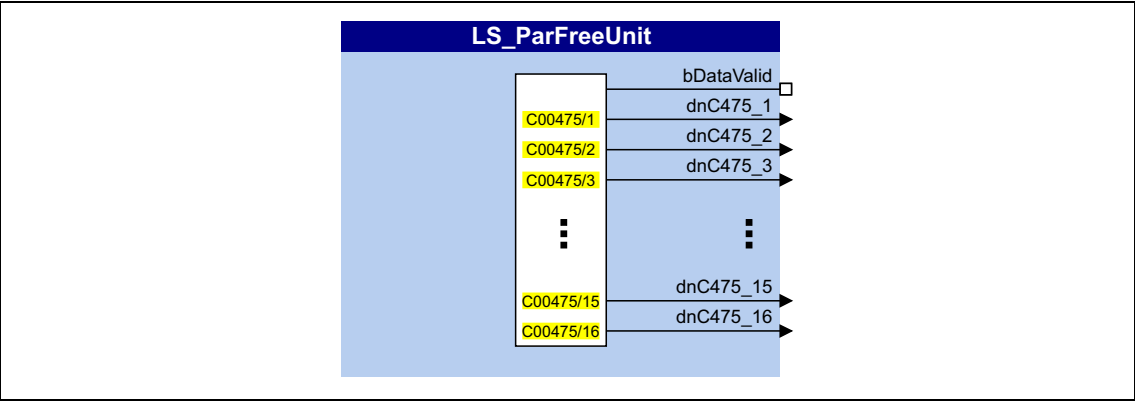 LS_ParFreeUnit
bDataValid
C00475/1 dnC475_1
C00475/2 dnC475_2
C00475/3 dnC475_3
C00475/15 dnC475_15
C00475/16 dnC475_16